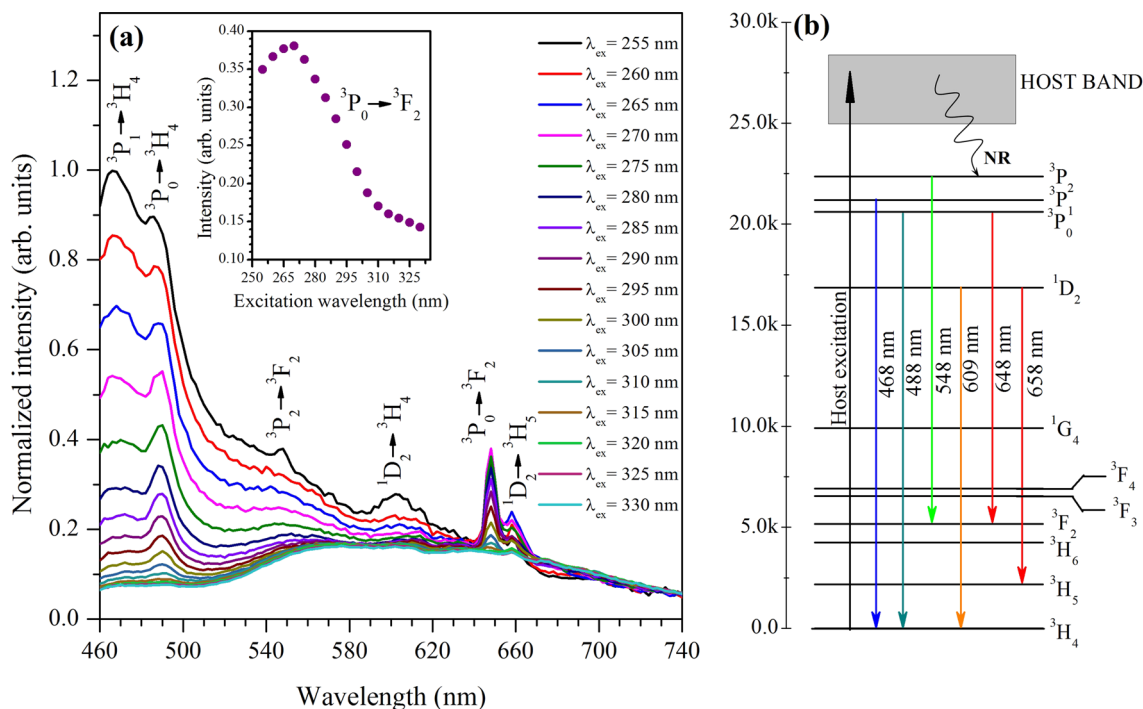 (a)
Normalized intensity (arb. units)
1.2
1.0
0.8
0.6
0.4
0.2
0.0
460 500 540 580 620 660 700 740
Wavelength (nm)
³P₁→³H₄
³P₀→³H₄
³P₂→³F₂
¹D₂→³H₄
³P₀→³F₂
¹D₂→³H₅
Intensity (arb. units)
0.40
0.35
0.30
0.25
0.20
0.15
0.10
250 265 280 295 310 325
Excitation wavelength (nm)
³P₀→³F₂
λex= 255 nm
λex= 260 nm
λex= 265 nm
λex= 270 nm
λex= 275 nm
λex= 280 nm
λex= 285 nm
λex= 290 nm
λex= 295 nm
λex= 300 nm
λex= 305 nm
λex= 310 nm
λex= 315 nm
λex= 320 nm
λex= 325 nm
λex= 330 nm
(b)
30.0k
25.0k
20.0k
15.0k
10.0k
5.0k
0.0
HOST BAND
NR
Host excitation
468 nm
488 nm
548 nm
609 nm
648 nm
658 nm
³P₂
³P₁
³P₀
¹D₂
¹G₄
³F₄
³F₃
³F₂
³H₆
³H₅
³H₄